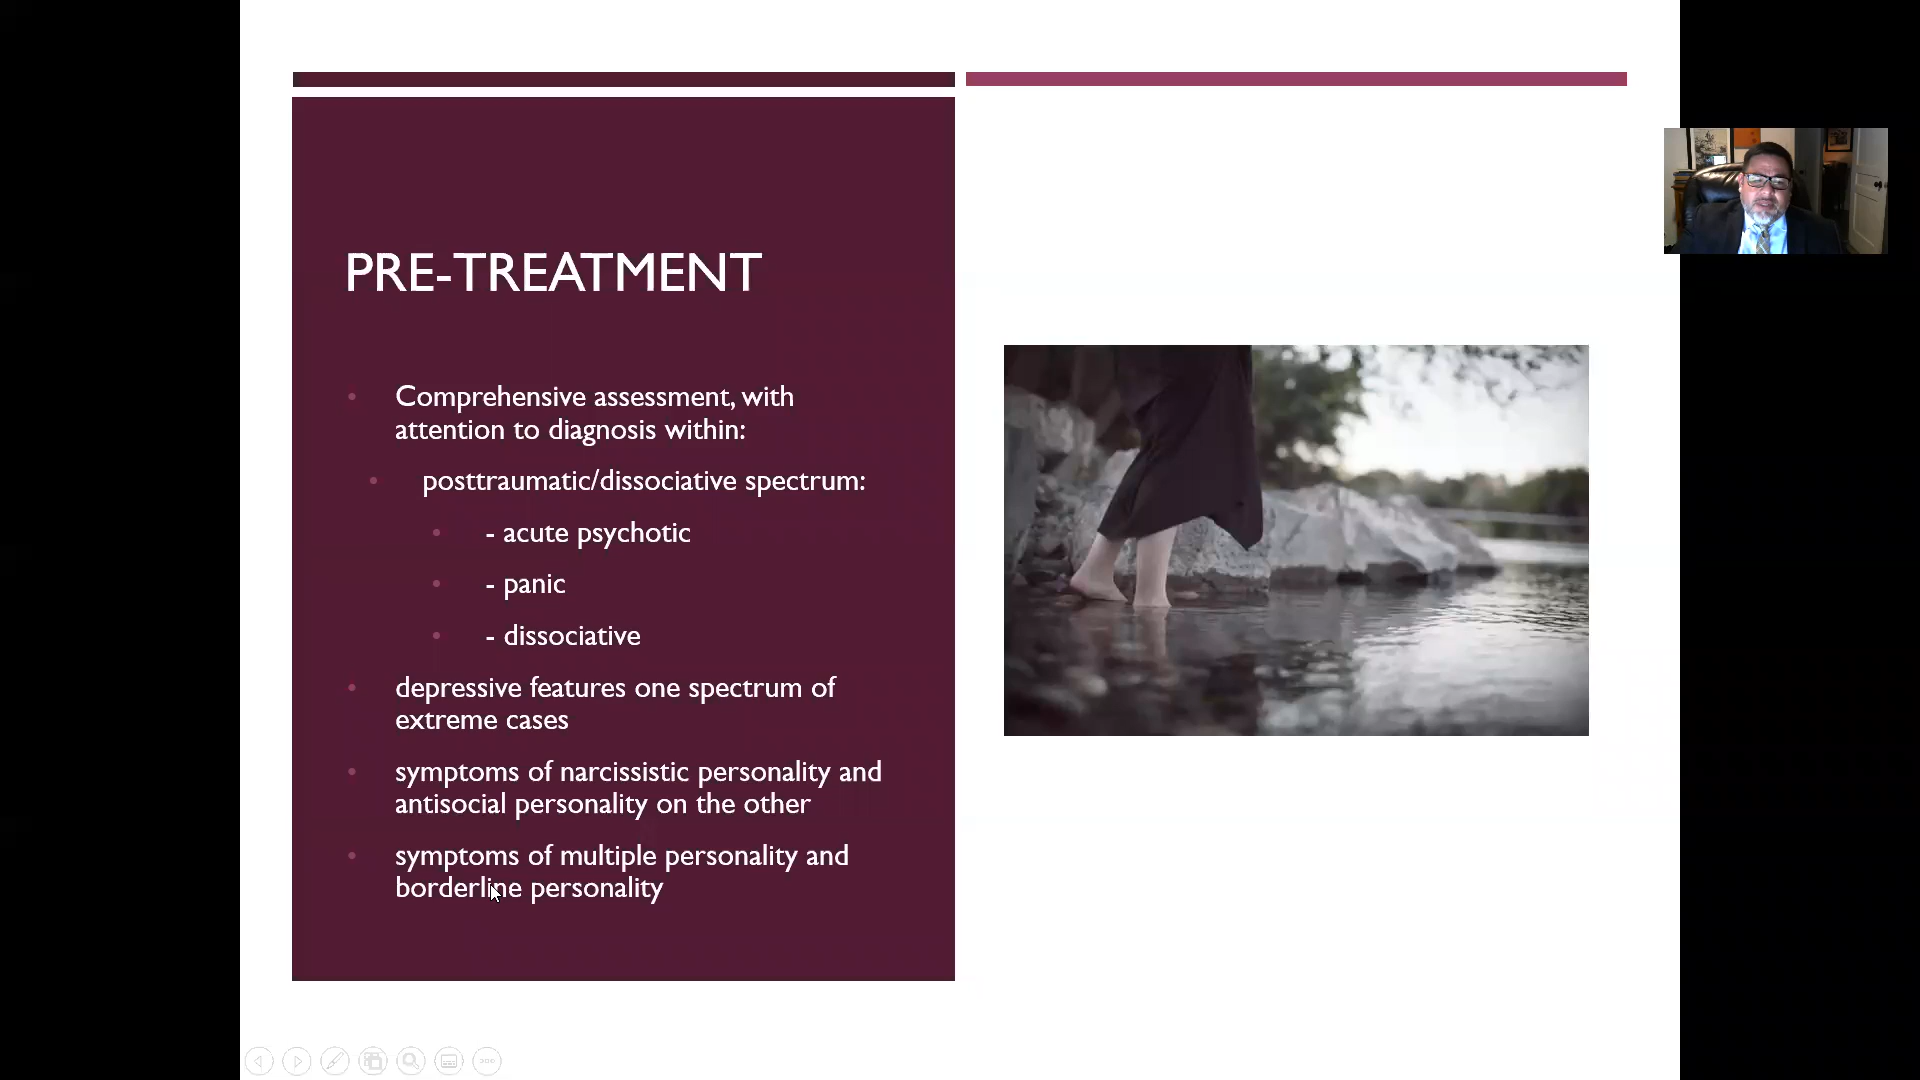 PRE-TREATMENT
Comprehensive assessment, with
attention to diagnosis within:
posttraumatic/dissociative spectrum:
- acute psychotic
- panic
- dissociative
depressive features one spectrum of
extreme cases
symptoms of narcissistic personality and
antisocial personality on the other
symptoms of multiple personality and
borderline personality